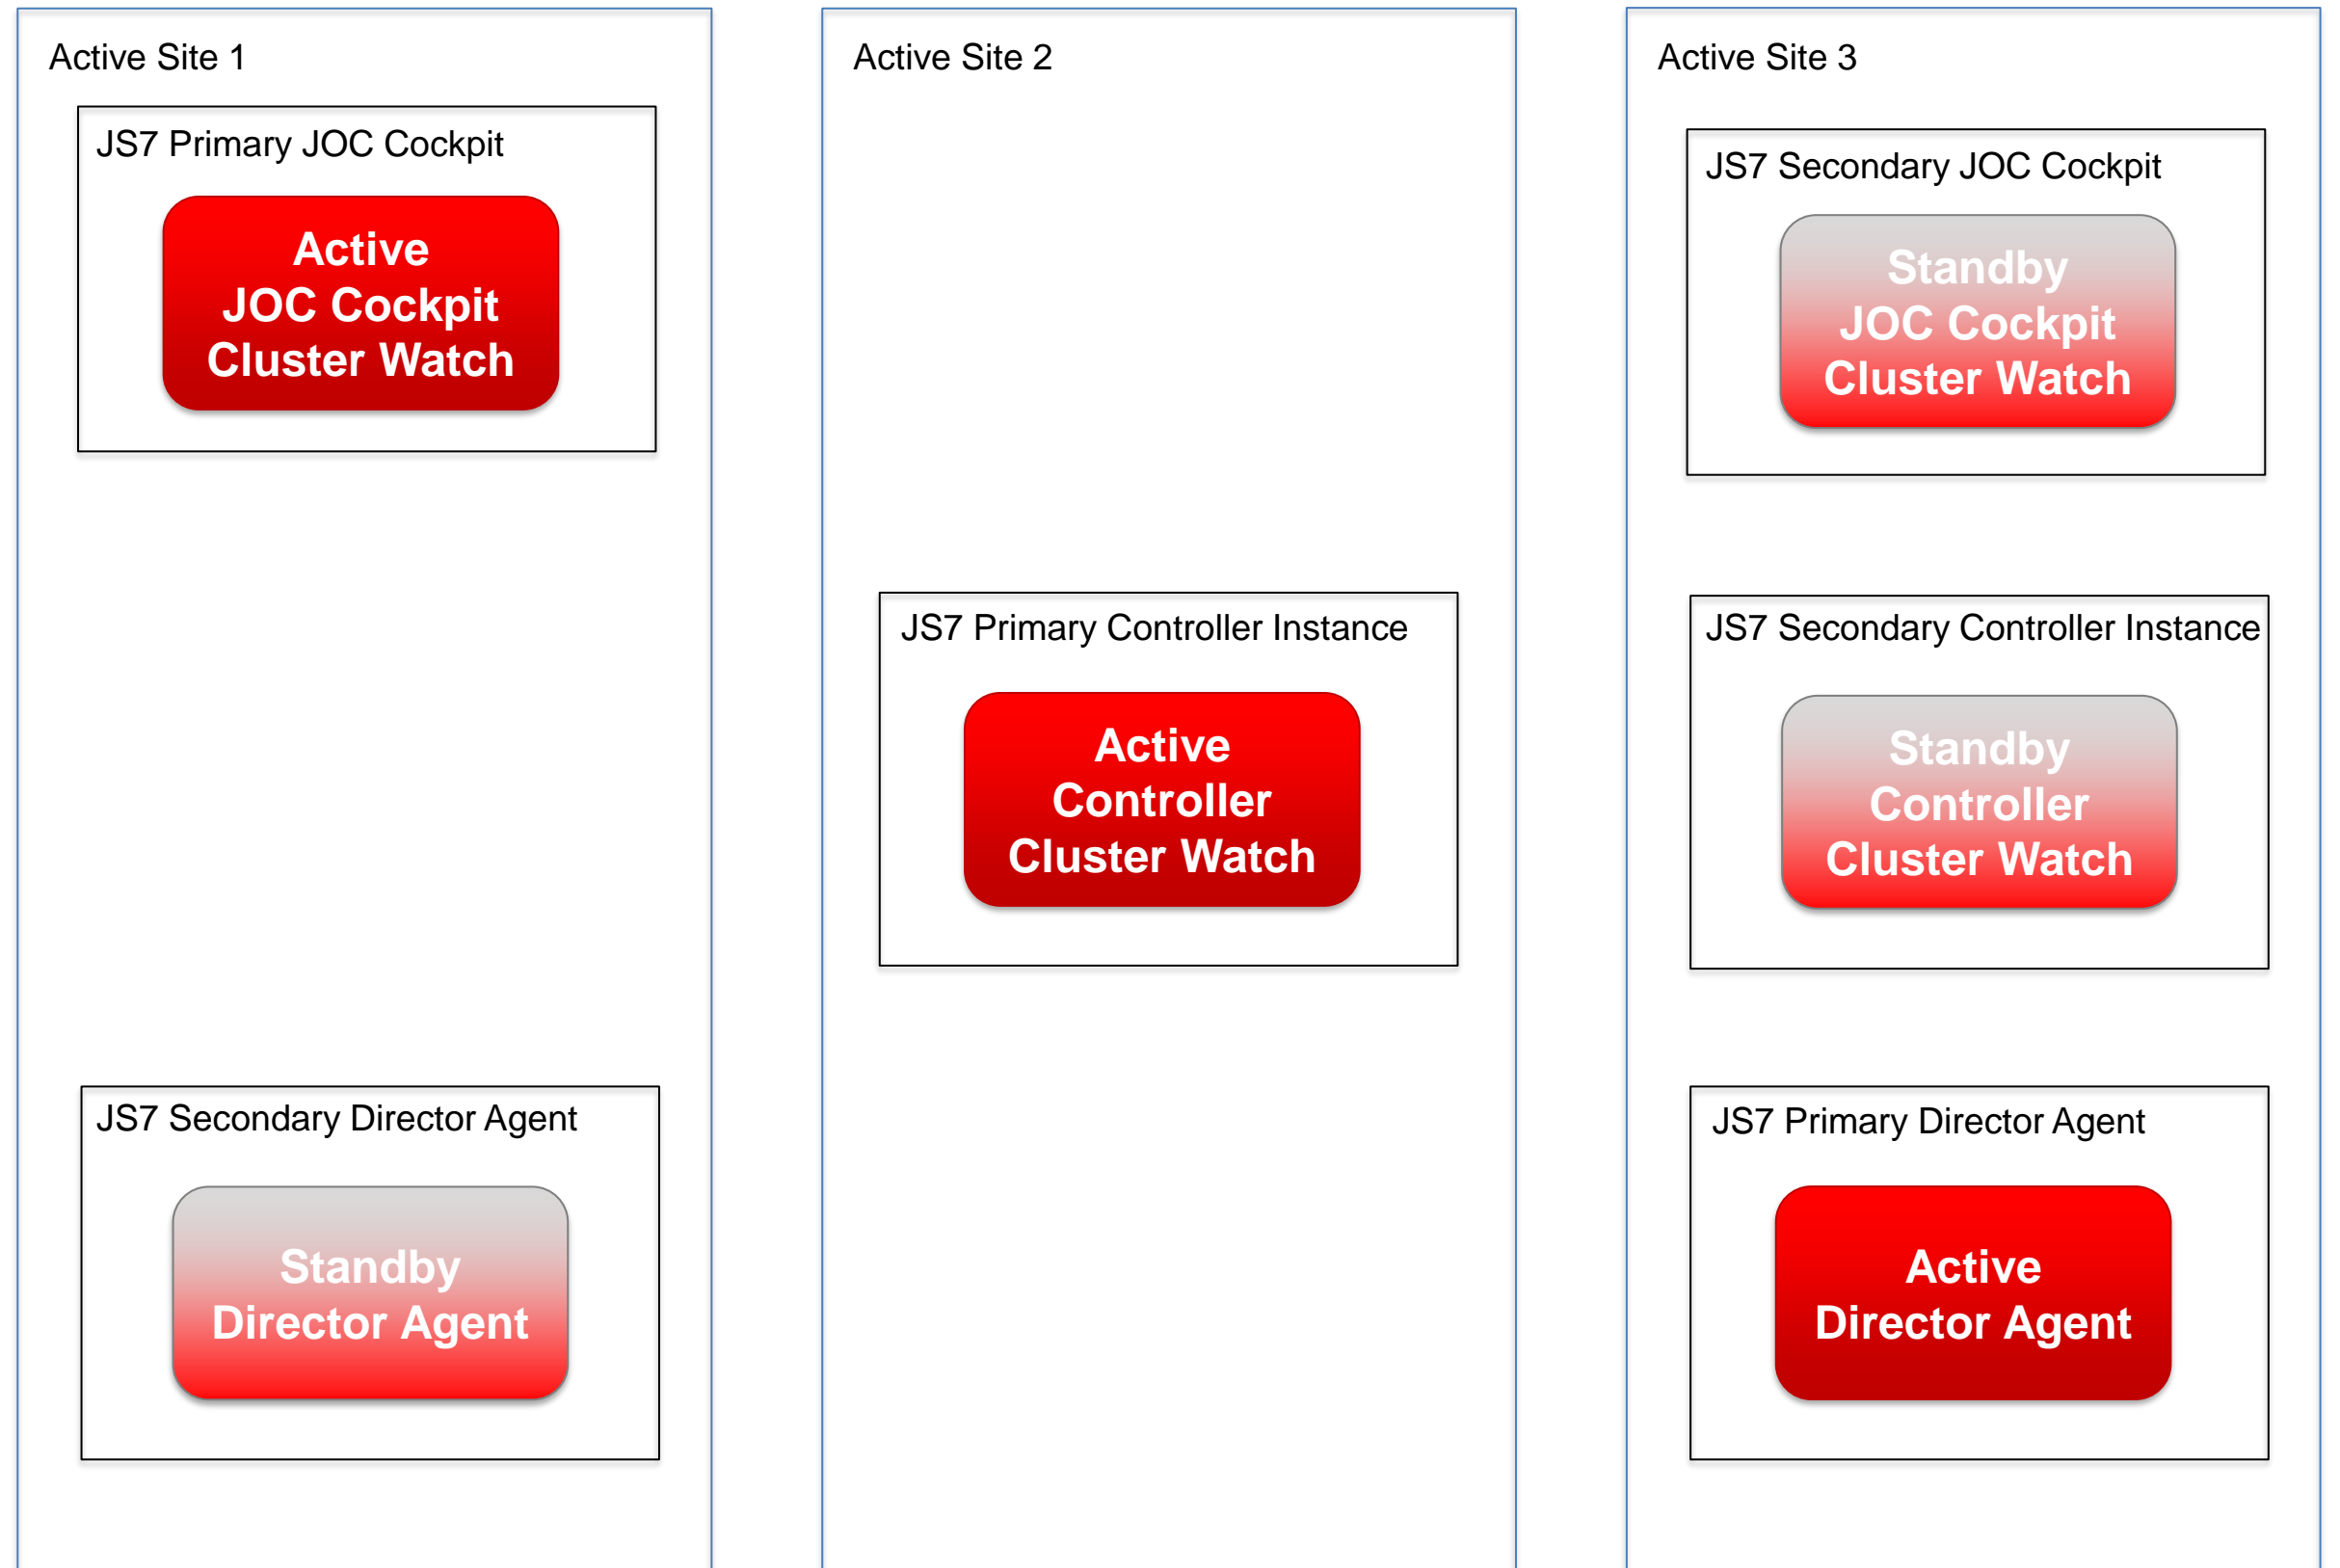 Active Site 1
JS7 Primary JOC Cockpit
Active
JOC Cockpit
Cluster Watch
JS7 Secondary Director Agent
Standby
Director Agent
Active Site 2
JS7 Primary Controller Instance
Active
Controller
Cluster Watch
Active Site 3
JS7 Secondary JOC Cockpit
Standby
JOC Cockpit
Cluster Watch
JS7 Secondary Controller Instance
Standby
Controller
Cluster Watch
JS7 Primary Director Agent
Active
Director Agent